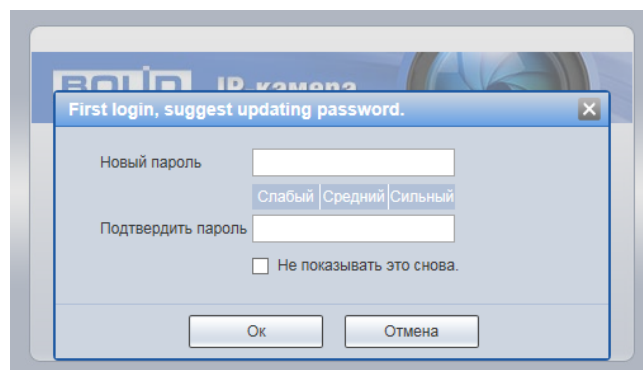 BOLID IP-камера
First login, suggest updating password.
Новый пароль
Слабый Средний Сильный
Подтвердить пароль
Не показывать это снова.
Ок Отмена